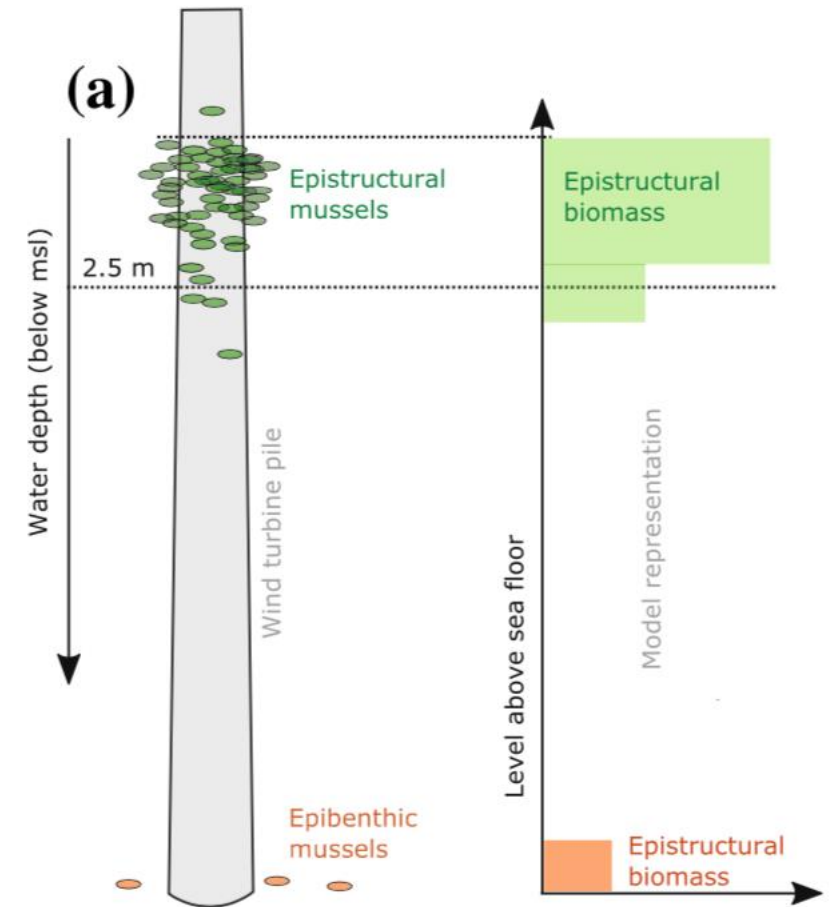 (a)
Water depth (below msl)
2.5 m
Epistructural
mussels
Wind turbine pile
Epibenthic
mussels
Level above sea floor
Epistructural
biomass
Model representation
Epistructural
biomass